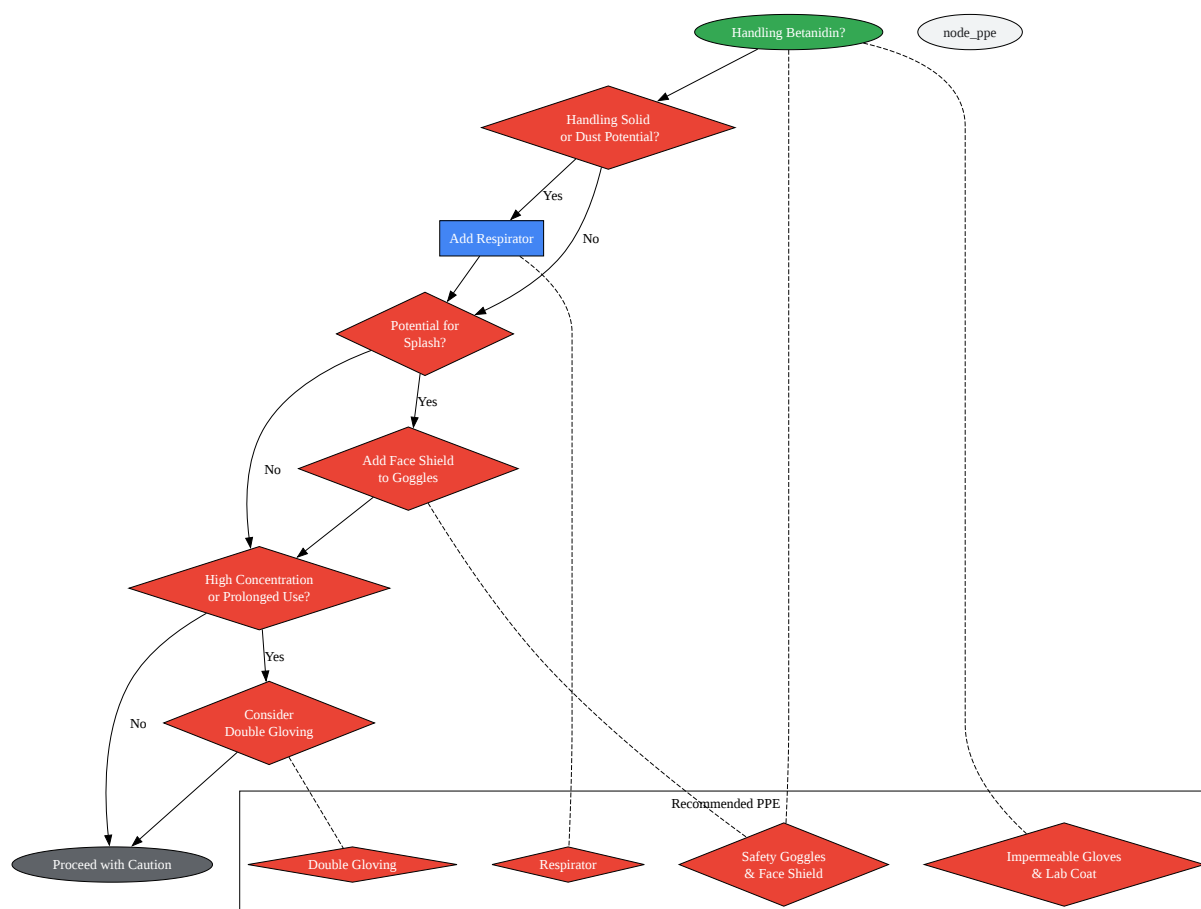 Handling Betanidin?
node_ppe
Handling Solid
or Dust Potential?
Yes
Add Respirator
No
Potential for
Splash?
Yes
Add Face Shield
to Goggles
No
High Concentration
or Prolonged Use?
Yes
Consider
Double Gloving
No
Recommended PPE
Proceed with Caution
Double Gloving
Respirator
Safety Goggles
& Face Shield
Impermeable Gloves
& Lab Coat